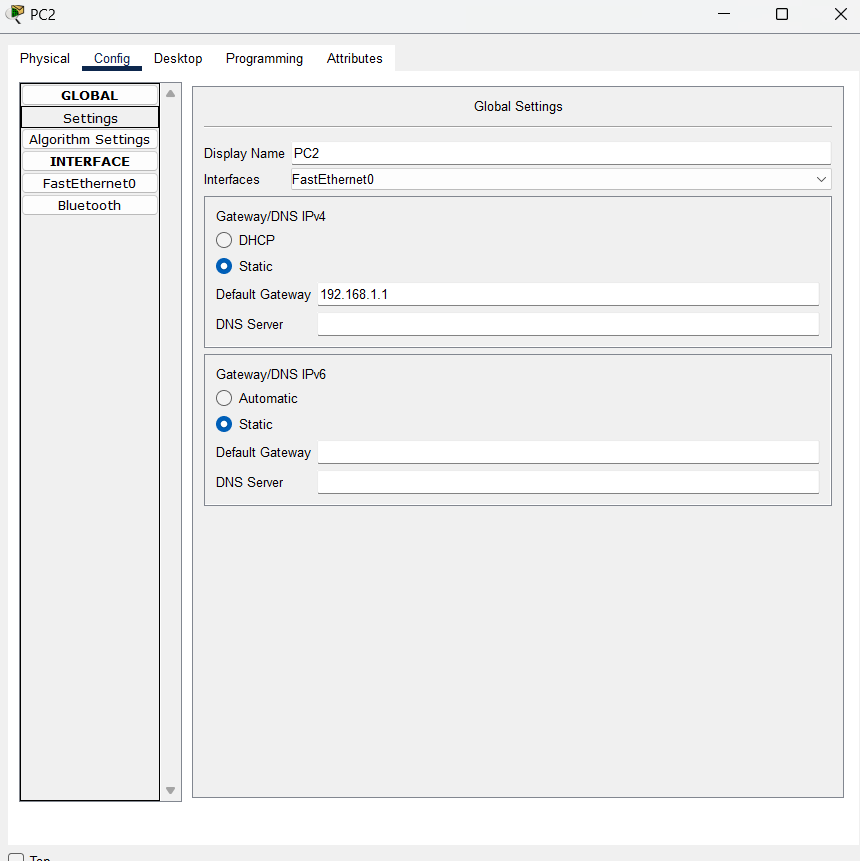 PC2
Physical Config Desktop Programming Attributes
GLOBAL
Settings
Algorithm Settings
INTERFACE
FastEthernet0
Bluetooth
Global Settings
Display Name PC2
Interfaces FastEthernet0
Gateway/DNS IPv4
DHCP
Static
Default Gateway 192.168.1.1
DNS Server
Gateway/DNS IPv6
Automatic
Static
Default Gateway
DNS Server
Top